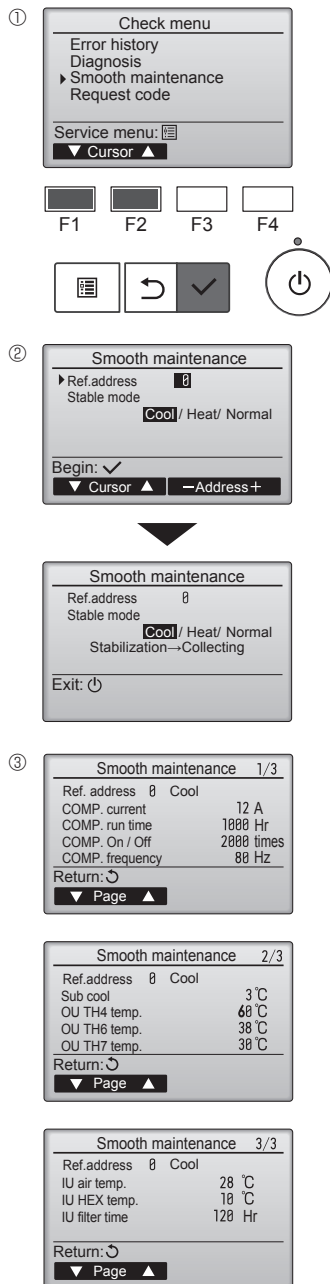 ①
Check menu
Error history
Diagnosis
Smooth maintenance
Request code
Service menu:
▼ Cursor ▲
F1 F2 F3 F4
②
Smooth maintenance
Ref.address 0
Stable mode
Cool / Heat/ Normal
Begin: ✓
▼ Cursor ▲ −Address+
Smooth maintenance
Ref.address 0
Stable mode
Cool / Heat/ Normal
Stabilization→Collecting
Exit:
③
Smooth maintenance 1/3
Ref. address 0 Cool
COMP. current 12 A
COMP. run time 1000 Hr
COMP. On / Off 2000 times
COMP. frequency 80 Hz
Return:
▼ Page ▲
Smooth maintenance 2/3
Ref.address 0 Cool
Sub cool 3℃
OU TH4 temp. 60℃
OU TH6 temp. 38℃
OU TH7 temp. 30℃
Return:
▼ Page ▲
Smooth maintenance 3/3
Ref.address 0 Cool
IU air temp. 28 ℃
IU HEX temp. 10 ℃
IU filter time 120 Hr
Return:
▼ Page ▲